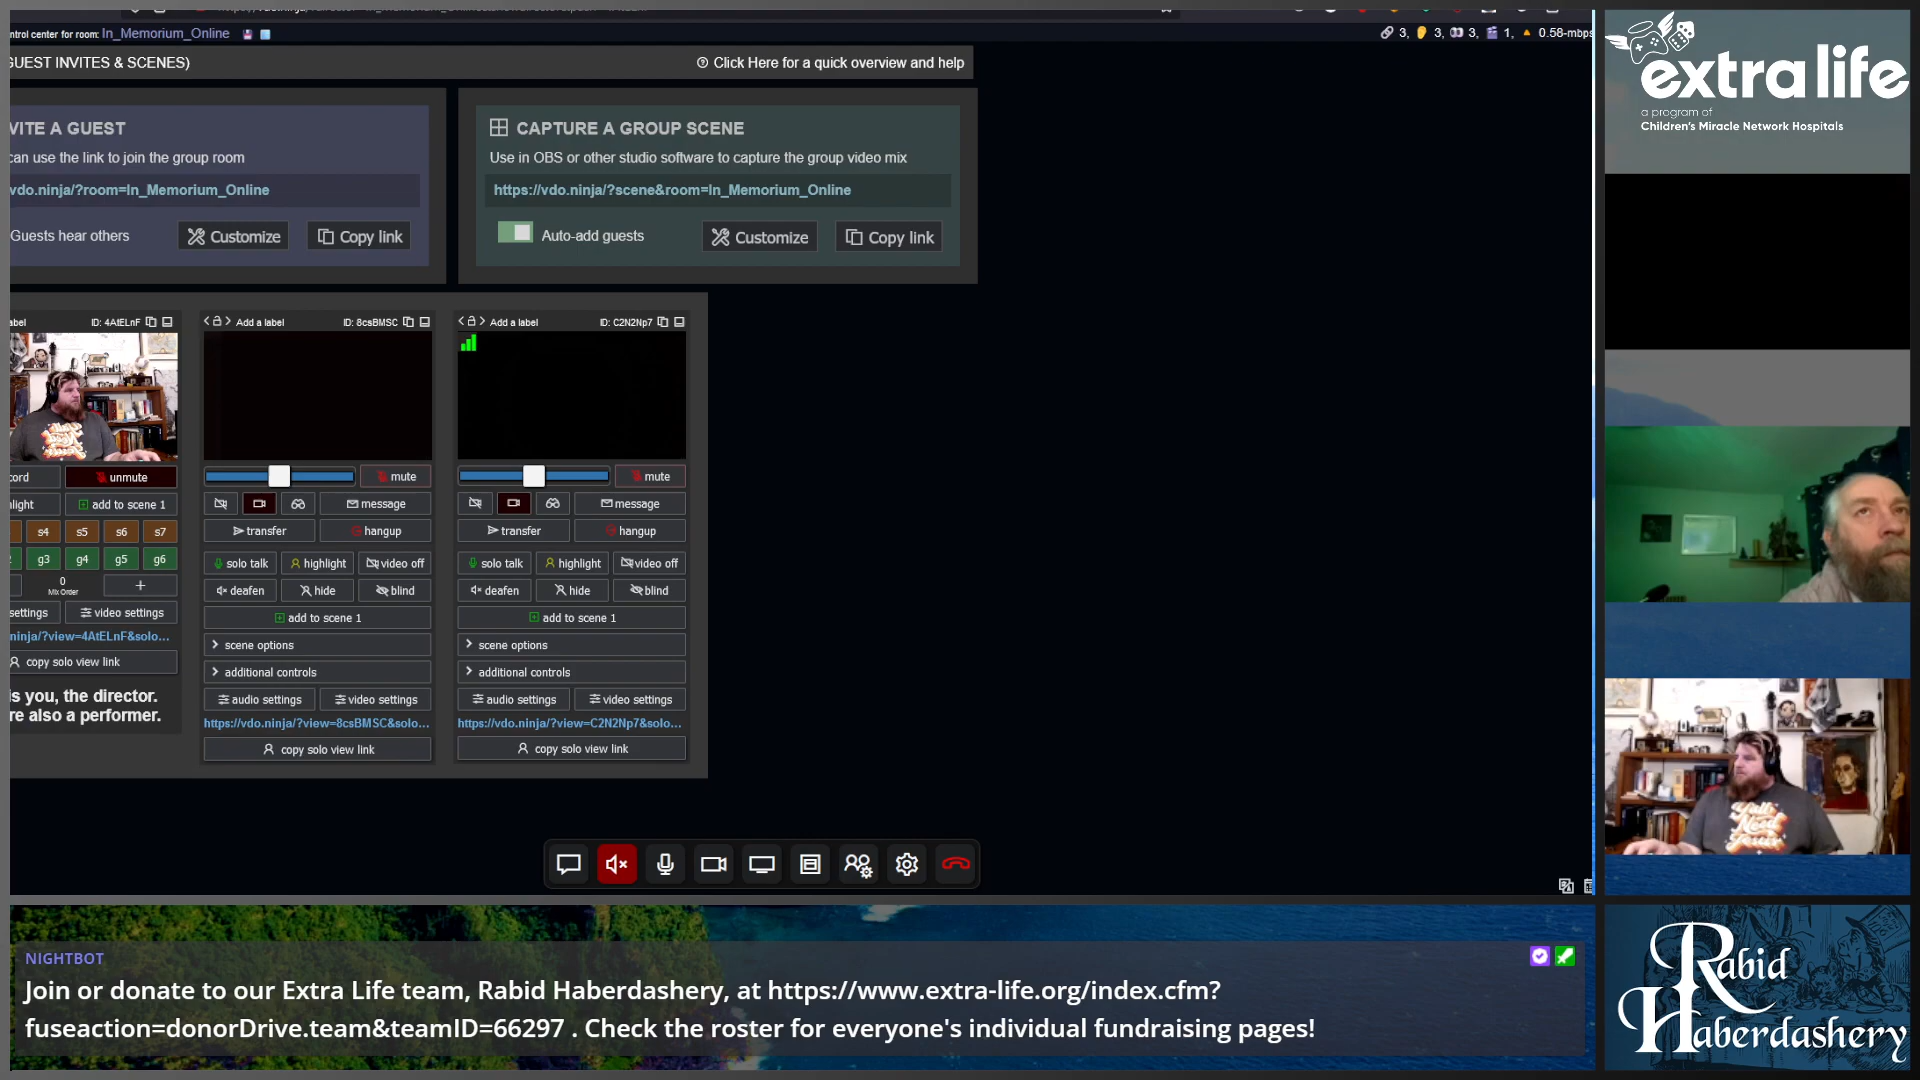 ntrol center for room: In_Memorium_Online
3, 3, 3, 1, 0.58-mbps
GUEST INVITES & SCENES)
Click Here for a quick overview and help
VITE A GUEST
can use the link to join the group room
vdo.ninja/?room=In_Memorium_Online
Guests hear others
Customize
Copy link
CAPTURE A GROUP SCENE
Use in OBS or other studio software to capture the group video mix
https://vdo.ninja/?scene&room=In_Memorium_Online
Auto-add guests
Customize
Copy link
abel
ID: 4AtELnF
cord
unmute
light
add to scene 1
s4 s5 s6 s7
g3 g4 g5 g6
0
Mix Order
+
settings
video settings
ninja/?view=4AtELnF&solo...
copy solo view link
is you, the director.
re also a performer.
Add a label
ID: 8csBMSC
mute
message
transfer
hangup
solo talk
highlight
video off
deafen
hide
blind
add to scene 1
scene options
additional controls
audio settings
video settings
https://vdo.ninja/?view=8csBMSC&solo...
copy solo view link
Add a label
ID: C2N2Np7
mute
message
transfer
hangup
solo talk
highlight
video off
deafen
hide
blind
add to scene 1
scene options
additional controls
audio settings
video settings
https://vdo.ninja/?view=C2N2Np7&solo...
copy solo view link
extra life
a program of
Children's Miracle Network Hospitals
Y'all
Need
NIGHTBOT
Join or donate to our Extra Life team, Rabid Haberdashery, at https://www.extra-life.org/index.cfm?
fuseaction=donorDrive.team&teamID=66297 . Check the roster for everyone's individual fundraising pages!
Rabid
Haberdashery